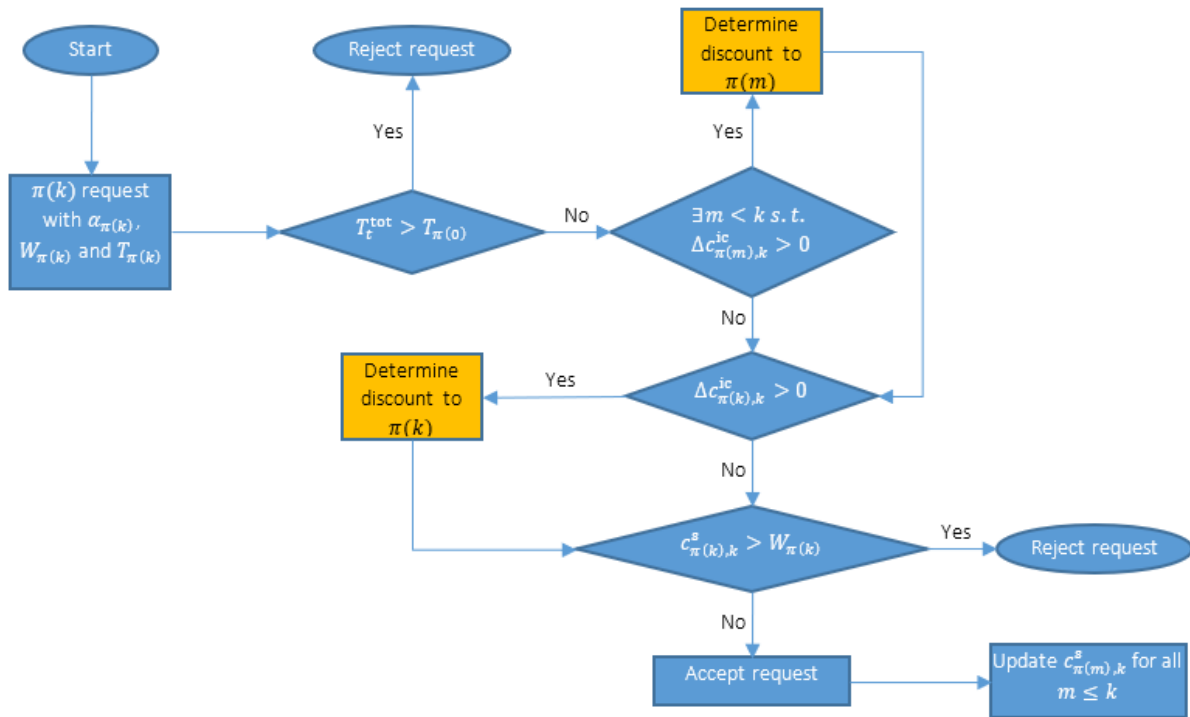 Start
Reject request
Determine
discount to
π(m)
Yes
Yes
π(k) request
with α_π(k),
W_π(k) and T_π(k)
T_t^tot > T_π(0)
No
∃m < k s. t.
Δc^ic_π(m),k > 0
No
Determine
discount to
π(k)
Yes
Δc^ic_π(k),k > 0
No
c^s_π(k),k > W_π(k)
Yes
Reject request
No
Accept request
Update c^s_π(m),k for all
m ≤ k